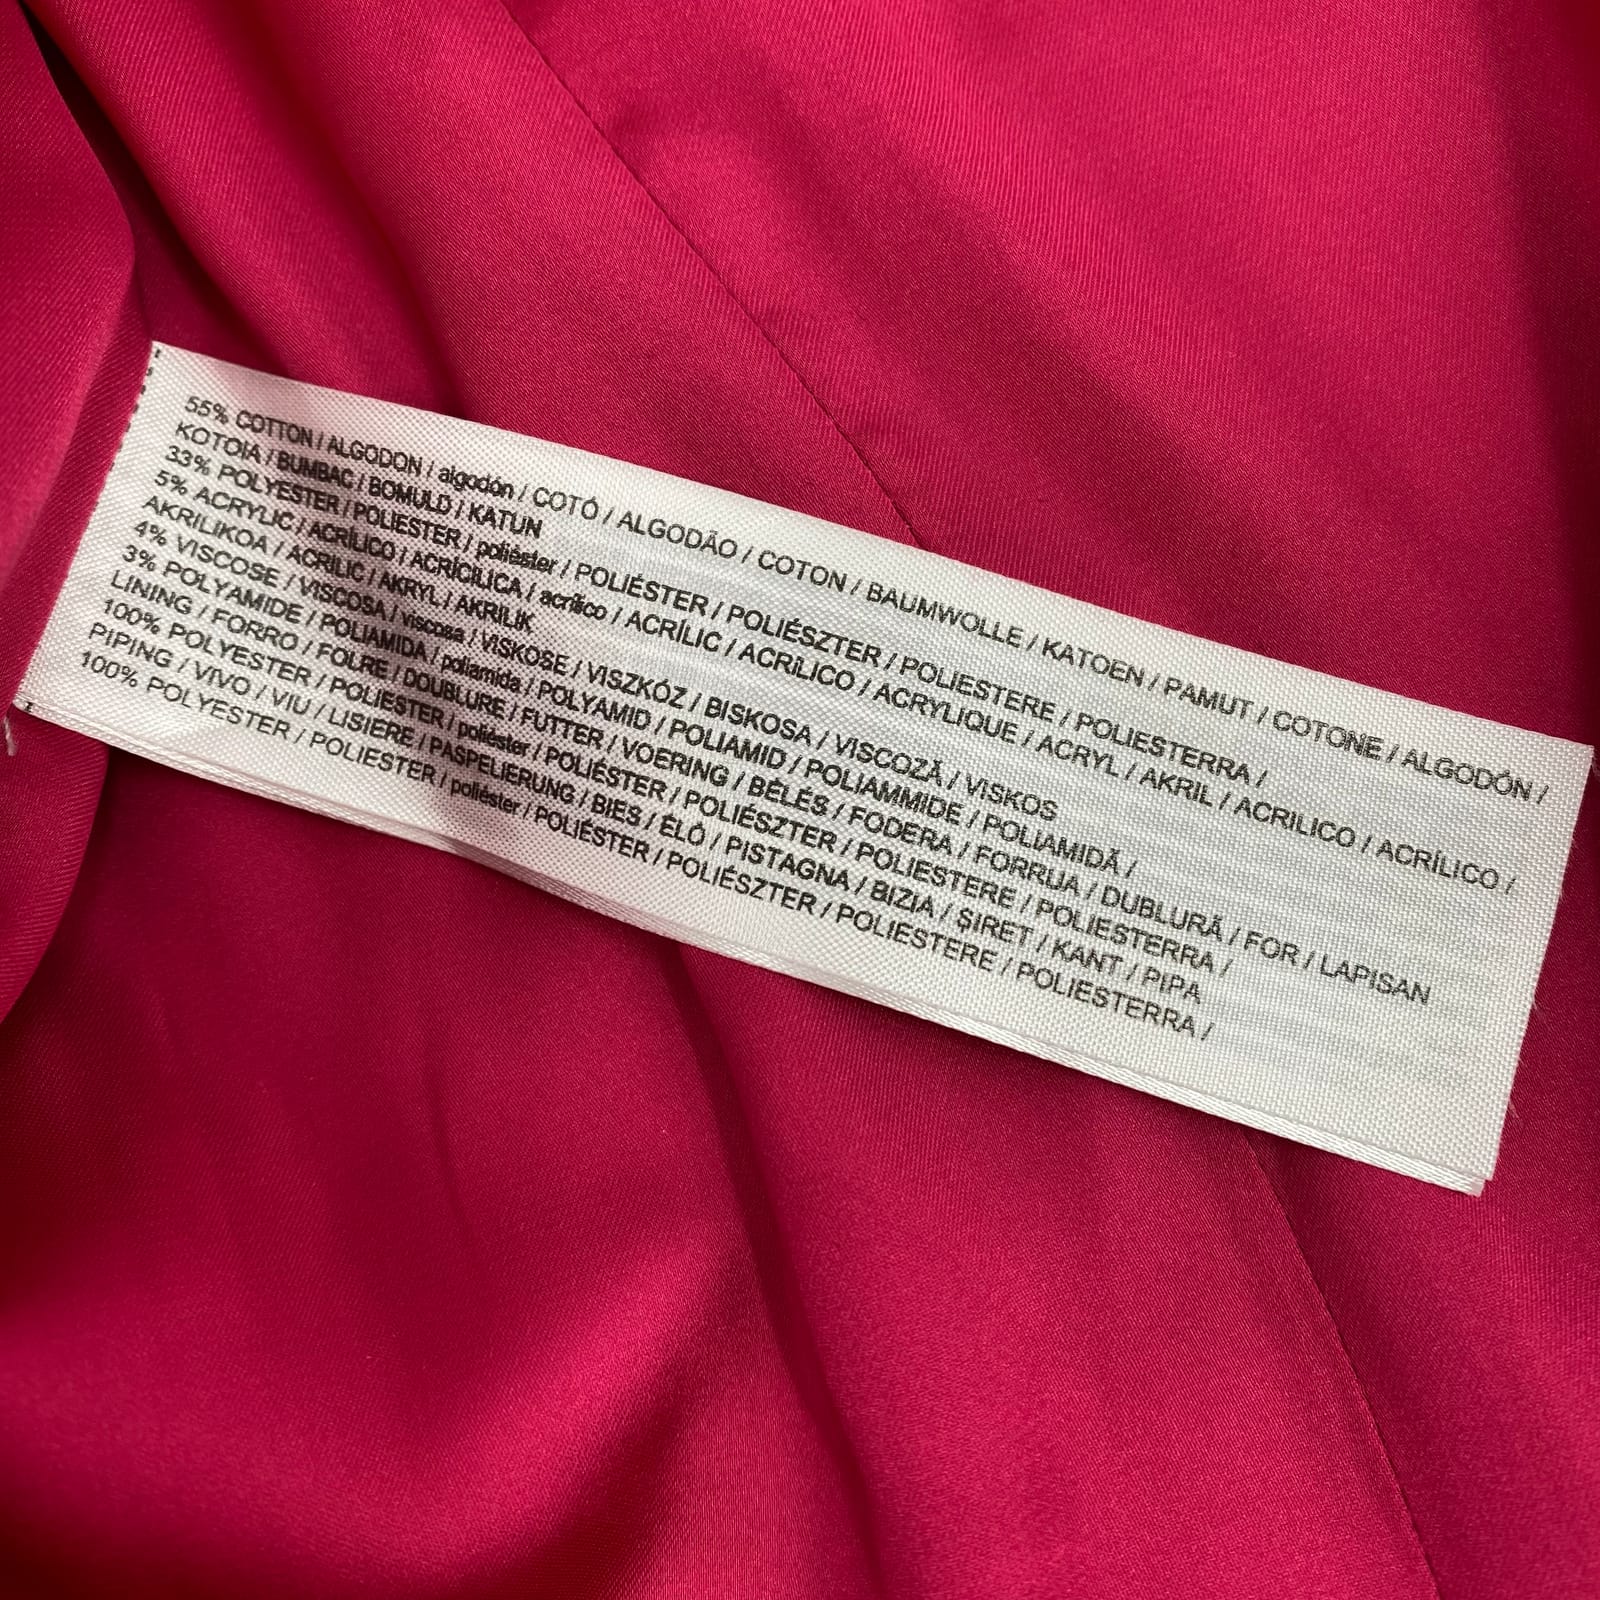 55% COTTON / ALGODON / algodón / COTÓ / ALGODÃO / COTON / BAUMWOLLE / KATOEN / PAMUT / COTONE / ALGODÓN /
KOTOIA / BUMBAC / BOMULD / KATUN
33% POLYESTER / POLIESTER / poliéster / POLIÉSTER / POLIÉSZTER / POLIESTERE / POLIESTERRA /
5% ACRYLIC / ACRÍLICO / ACRÍCILICA / acrílico / ACRÍLIC / ACRíLICO / ACRYLIQUE / ACRYL / AKRIL / ACRILICO / ACRÍLICO /
AKRILIKOA / ACRILIC / AKRYL / AKRILIK
4% VISCOSE / VISCOSA / viscosa / VISKOSE / VISZKÓZ / BISKOSA / VISCOZĂ / VISKOS
3% POLYAMIDE / POLIAMIDA / poliamida / POLYAMID / POLIAMID / POLIAMMIDE / POLIAMIDĂ /
LINING / FORRO / FOLRE / DOUBLURE / FUTTER / VOERING / BÉLÉS / FODERA / FORRUA / DUBLURĂ / FOR / LAPISAN
100% POLYESTER / POLIESTER / poliéster / POLIÉSTER / POLIÉSZTER / POLIESTERE / POLIESTERRA /
PIPING / VIVO / VIU / LISIERE / PASPELIERUNG / BIES / ÉLÓ / PISTAGNA / BIZIA / ŞIRET / KANT / PIPA
100% POLYESTER / POLIESTER / poliéster / POLIÉSTER / POLIÉSZTER / POLIESTERE / POLIESTERRA /